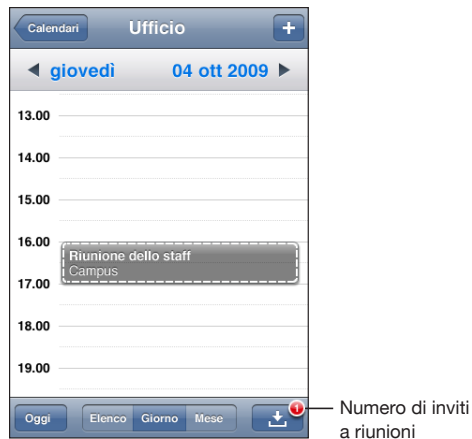 Calendari Ufficio +
giovedì 04 ott 2009
13.00
14.00
15.00
16.00
Riunione dello staff
Campus
17.00
18.00
19.00
Oggi Elenco Giorno Mese 1
Numero di inviti
a riunioni